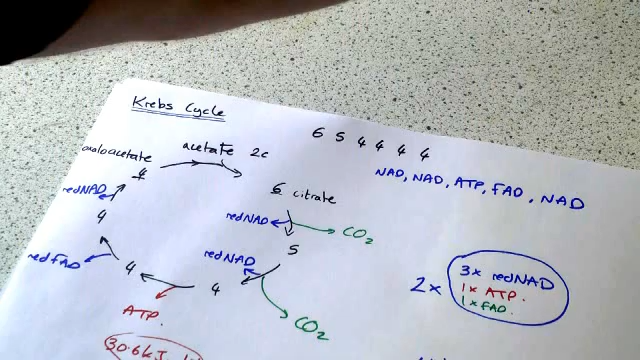 Krebs Cycle
6 5 4 4 4 4
NAD, NAD, ATP, FAD, NAD
acetate 2c
oxaloacetate
4
6 citrate
redNAD
redNAD
CO2
4
5
redNAD
redFAD
4
4
ATP.
CO2
2x
3x redNAD
1x ATP.
1x FAD.
30.6kJ